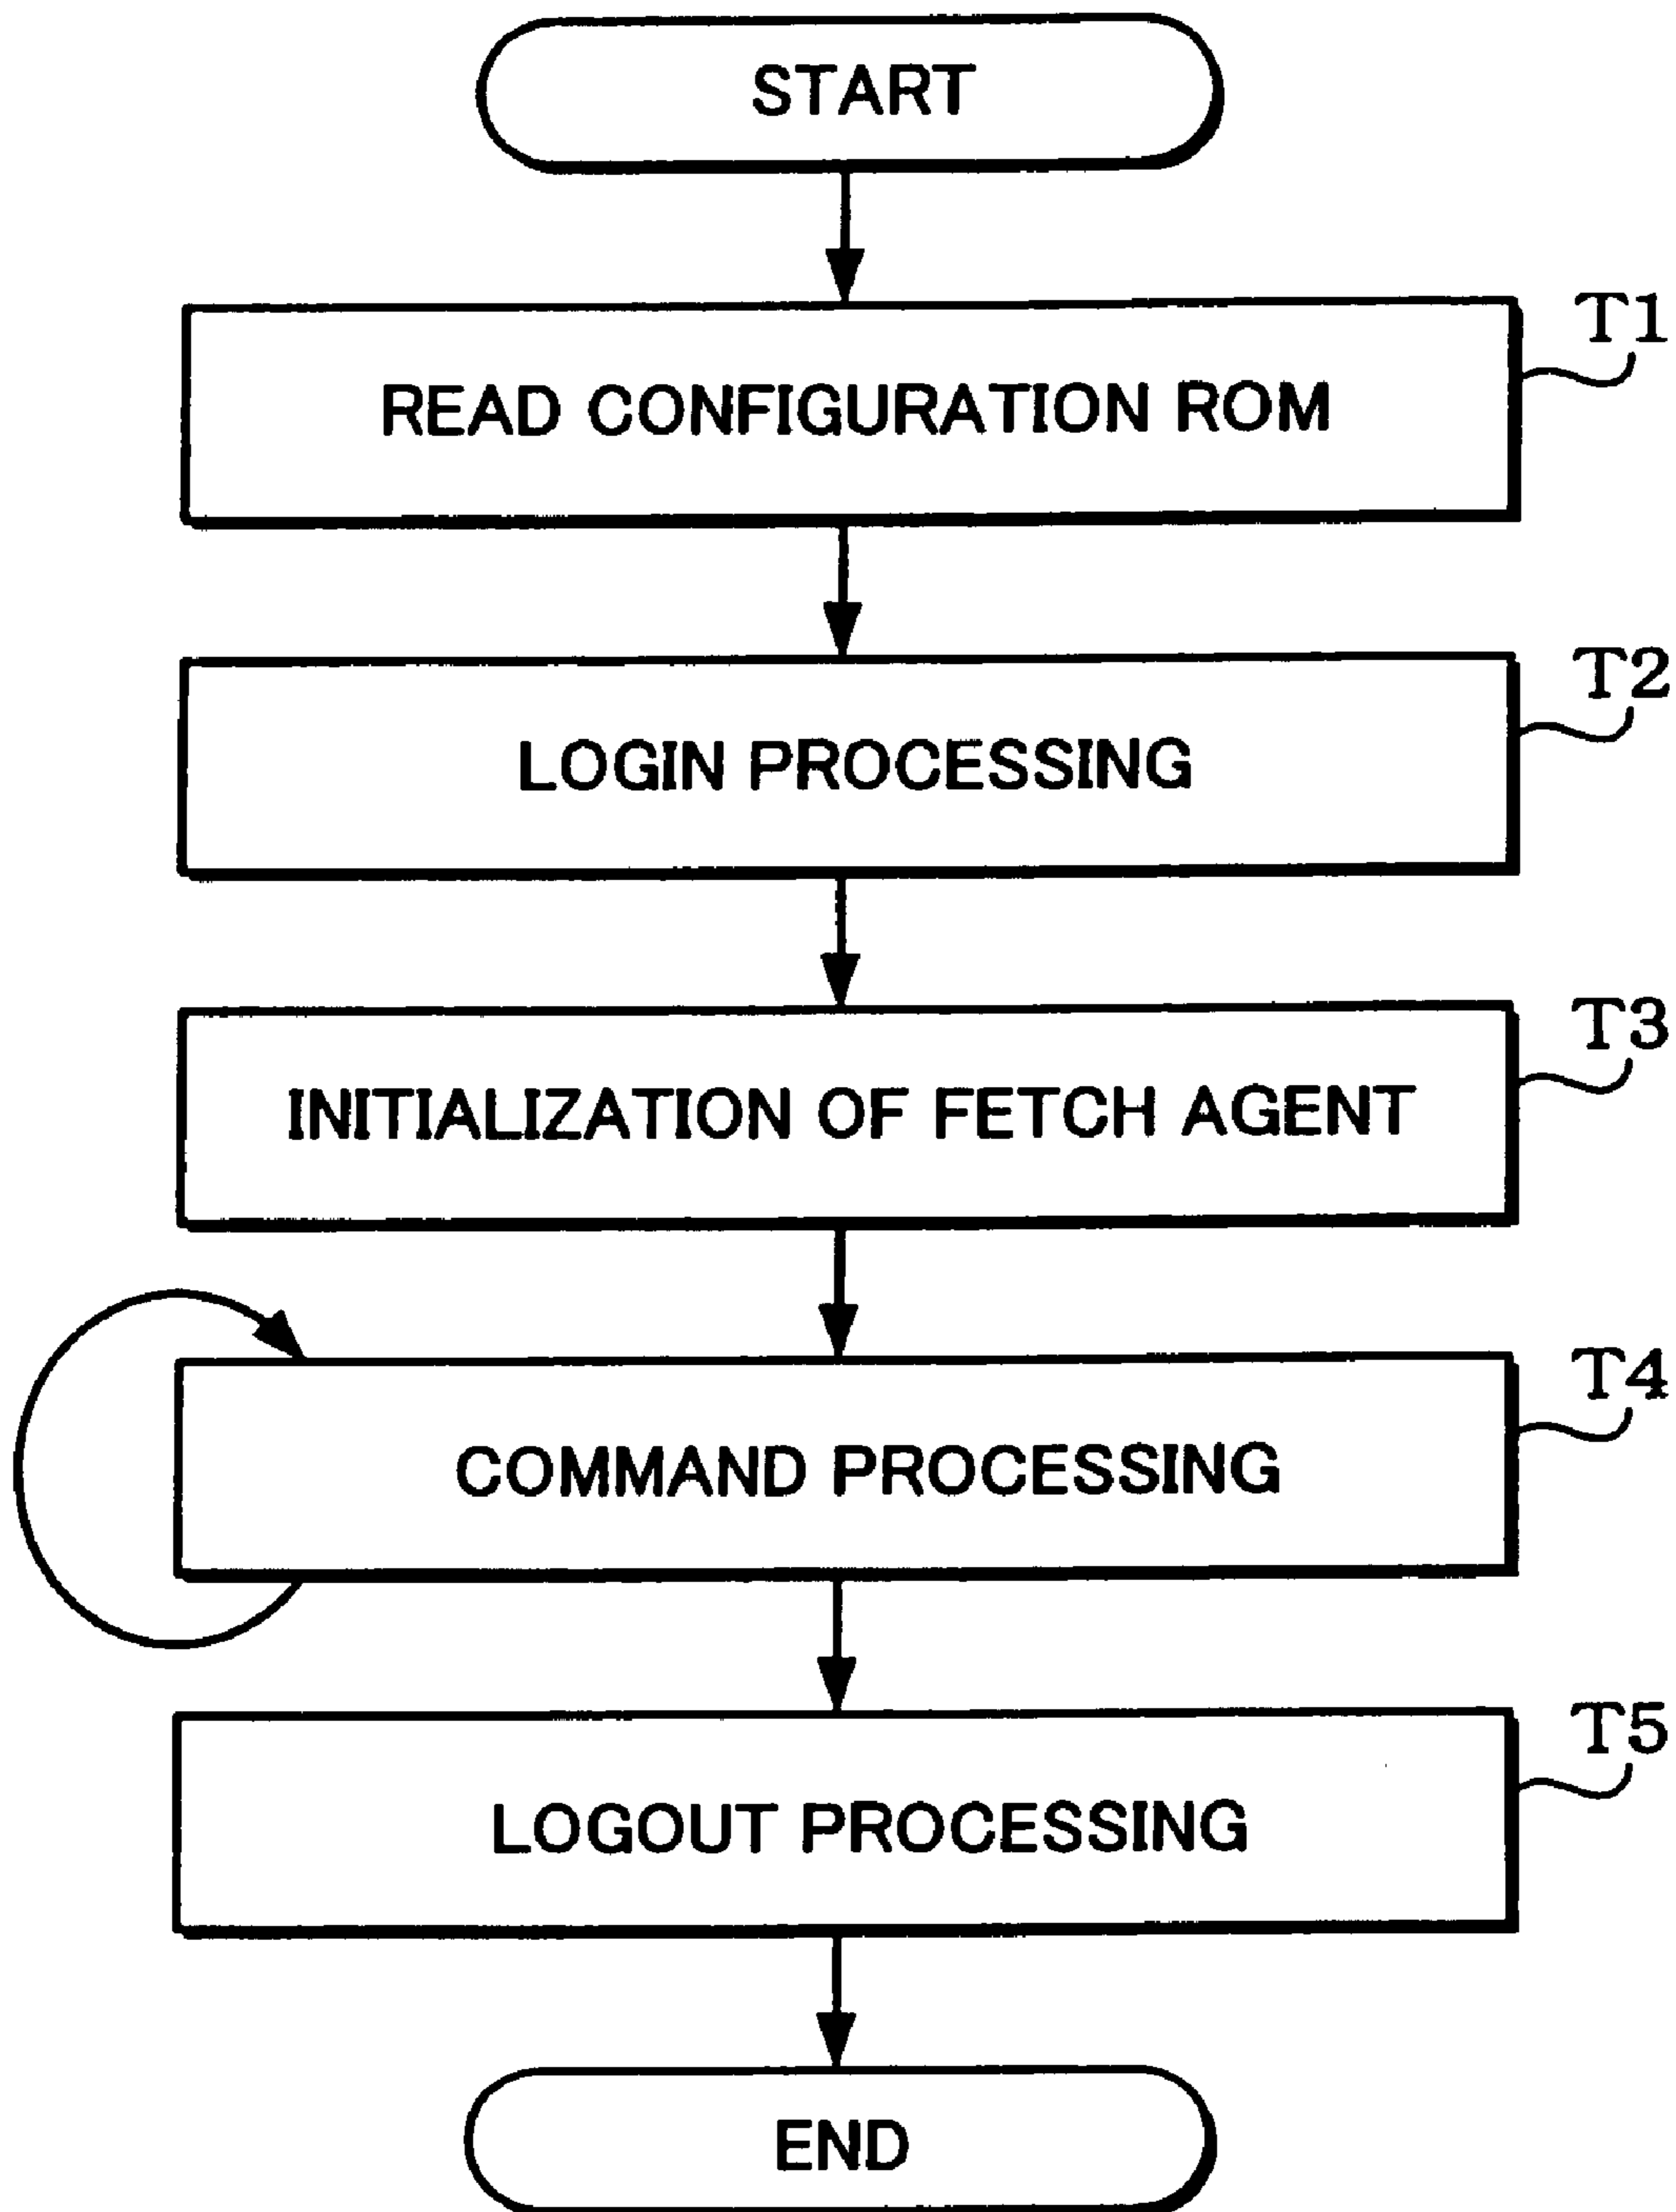 START
T1
READ CONFIGURATION ROM
T2
LOGIN PROCESSING
T3
INITIALIZATION OF FETCH AGENT
T4
COMMAND PROCESSING
T5
LOGOUT PROCESSING
END